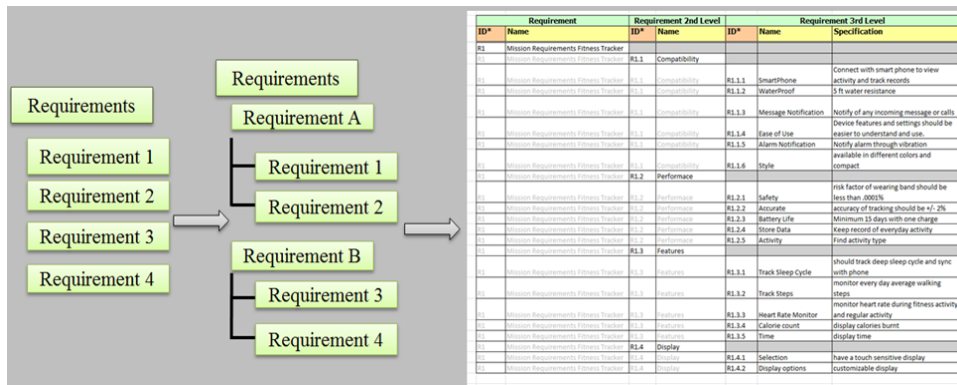 Requirements
Requirement 1
Requirement 2
Requirement 3
Requirement 4
Requirements
Requirement A
Requirement 1
Requirement 2
Requirement B
Requirement 3
Requirement 4
Requirement Requirement 2nd Level Requirement 3rd Level
ID* Name ID* Name ID* Name Specification
R1 Mission Requirements Fitness Tracker
R1 Mission Requirements Fitness Tracker R1.1 Compatibility
Connect with smart phone to view
R1 Mission Requirements Fitness Tracker R1.1 Compatibility R1.1.1 SmartPhone activity and track records
R1 Mission Requirements Fitness Tracker R1.1 Compatibility R1.1.2 WaterProof 5 ft water resistance
R1 Mission Requirements Fitness Tracker R1.1 Compatibility R1.1.3 Message Notification Notify of any incoming message or calls
Device features and settings should be
R1 Mission Requirements Fitness Tracker R1.1 Compatibility R1.1.4 Ease of Use easier to understand and use.
R1 Mission Requirements Fitness Tracker R1.1 Compatibility R1.1.5 Alarm Notification Notify alarm through vibration
available in different colors and
R1 Mission Requirements Fitness Tracker R1.1 Compatibility R1.1.6 Style compact
R1 Mission Requirements Fitness Tracker R1.2 Performace
risk factor of wearing band should be
R1 Mission Requirements Fitness Tracker R1.2 Performace R1.2.1 Safety less than .0001%
R1 Mission Requirements Fitness Tracker R1.2 Performace R1.2.2 Accurate accuracy of tracking should be +/- 2%
R1 Mission Requirements Fitness Tracker R1.2 Performace R1.2.3 Battery Life Minimum 15 days with one charge
R1 Mission Requirements Fitness Tracker R1.2 Performace R1.2.4 Store Data Keep record of everyday activity
R1 Mission Requirements Fitness Tracker R1.2 Performace R1.2.5 Activity Find activity type
R1 Mission Requirements Fitness Tracker R1.3 Features
should track deep sleep cycle and sync
R1 Mission Requirements Fitness Tracker R1.3 Features R1.3.1 Track Sleep Cycle with phone
monitor every day average walking
R1 Mission Requirements Fitness Tracker R1.3 Features R1.3.2 Track Steps steps
monitor heart rate during fitness activity
R1 Mission Requirements Fitness Tracker R1.3 Features R1.3.3 Heart Rate Monitor and regular activity
R1 Mission Requirements Fitness Tracker R1.3 Features R1.3.4 Calorie count display calories burnt
R1 Mission Requirements Fitness Tracker R1.3 Features R1.3.5 Time display time
R1 Mission Requirements Fitness Tracker R1.4 Display
R1 Mission Requirements Fitness Tracker R1.4 Display R1.4.1 Selection have a touch sensitive display
R1 Mission Requirements Fitness Tracker R1.4 Display R1.4.2 Display options customizable display